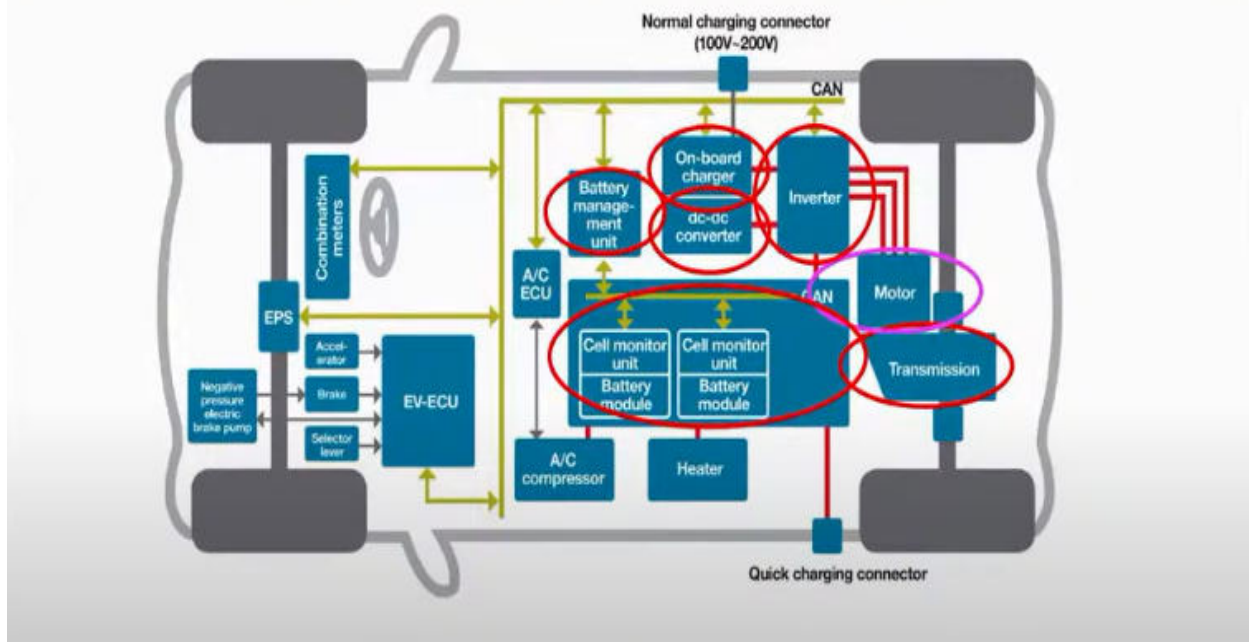 Normal charging connector
(100V~200V)
CAN
On-board
charger
Inverter
Battery
manage-
ment
unit
dc-dc
converter
Combination
meters
A/C
ECU
CAN
Motor
EPS
Cell monitor
unit
Battery
module
Cell monitor
unit
Battery
module
Transmission
Accel-
erator
Negative
pressure
electric
brake pump
Brake
EV-ECU
Selector
lever
A/C
compressor
Heater
Quick charging connector